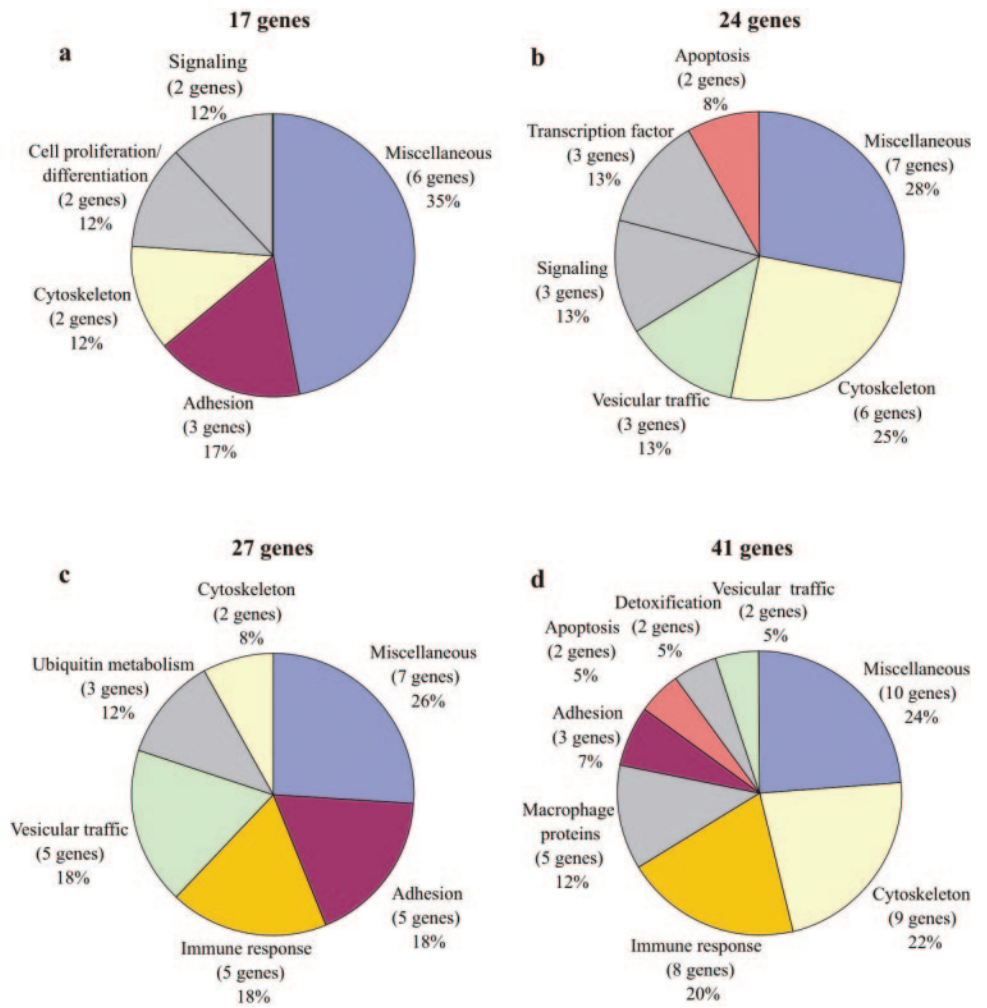 17 genes
a
Signaling
(2 genes)
12%
Cell proliferation/
differentiation
(2 genes)
12%
Cytoskeleton
(2 genes)
12%
Adhesion
(3 genes)
17%
Miscellaneous
(6 genes)
35%
24 genes
b
Apoptosis
(2 genes)
8%
Transcription factor
(3 genes)
13%
Signaling
(3 genes)
13%
Vesicular traffic
(3 genes)
13%
Cytoskeleton
(6 genes)
25%
Miscellaneous
(7 genes)
28%
27 genes
c
Cytoskeleton
(2 genes)
8%
Ubiquitin metabolism
(3 genes)
12%
Vesicular traffic
(5 genes)
18%
Immune response
(5 genes)
18%
Adhesion
(5 genes)
18%
Miscellaneous
(7 genes)
26%
41 genes
d
Vesicular traffic
(2 genes)
5%
Detoxification
(2 genes)
5%
Apoptosis
(2 genes)
5%
Adhesion
(3 genes)
7%
Macrophage
proteins
(5 genes)
12%
Immune response
(8 genes)
20%
Cytoskeleton
(9 genes)
22%
Miscellaneous
(10 genes)
24%